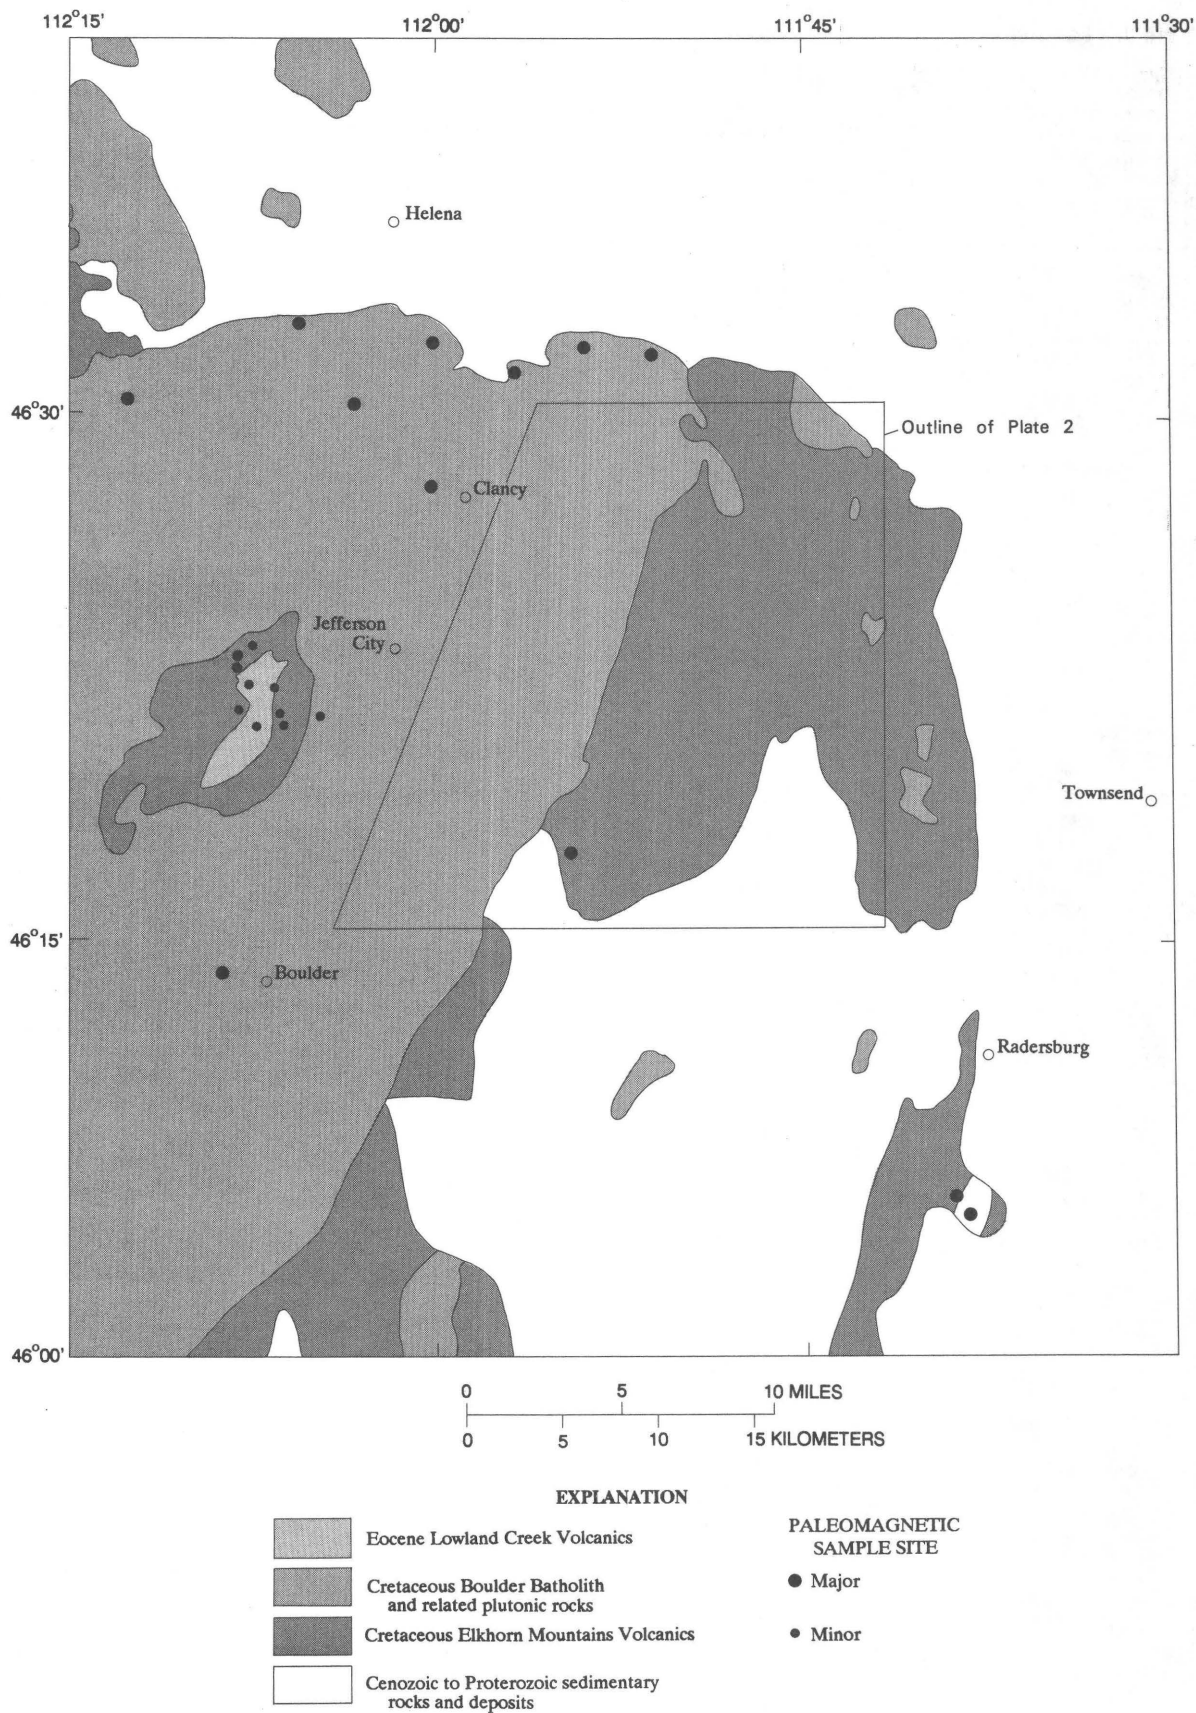 112°15'
112°00'
111°45'
111°30'
Helena
46°30'
Outline of Plate 2
Clancy
Jefferson
City
Townsend
46°15'
Boulder
Radersburg
46°00'
0 5 10 MILES
0 5 10 15 KILOMETERS
EXPLANATION
Eocene Lowland Creek Volcanics
Cretaceous Boulder Batholith
and related plutonic rocks
Cretaceous Elkhorn Mountains Volcanics
Cenozoic to Proterozoic sedimentary
rocks and deposits
PALEOMAGNETIC
SAMPLE SITE
Major
Minor